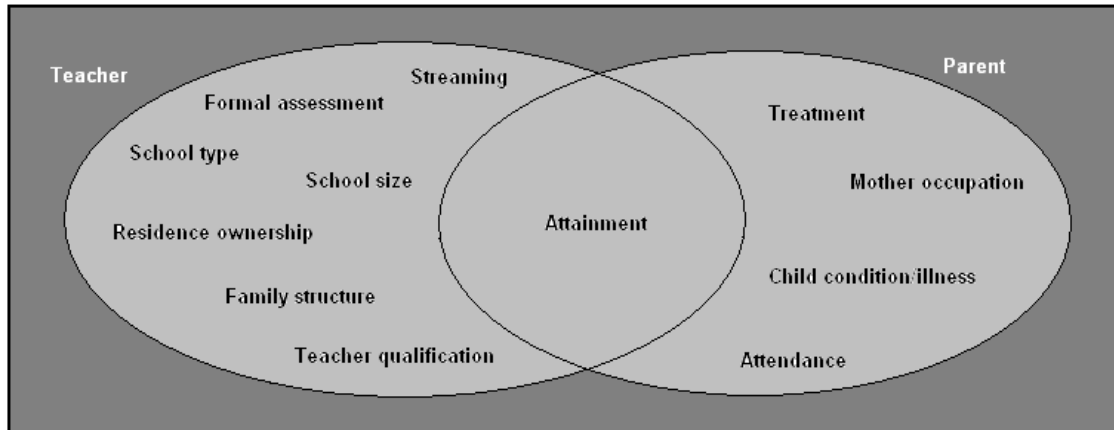 Teacher
Parent
Streaming
Formal assessment
Treatment
School type
School size
Mother occupation
Attainment
Residence ownership
Child condition/illness
Family structure
Teacher qualification
Attendance